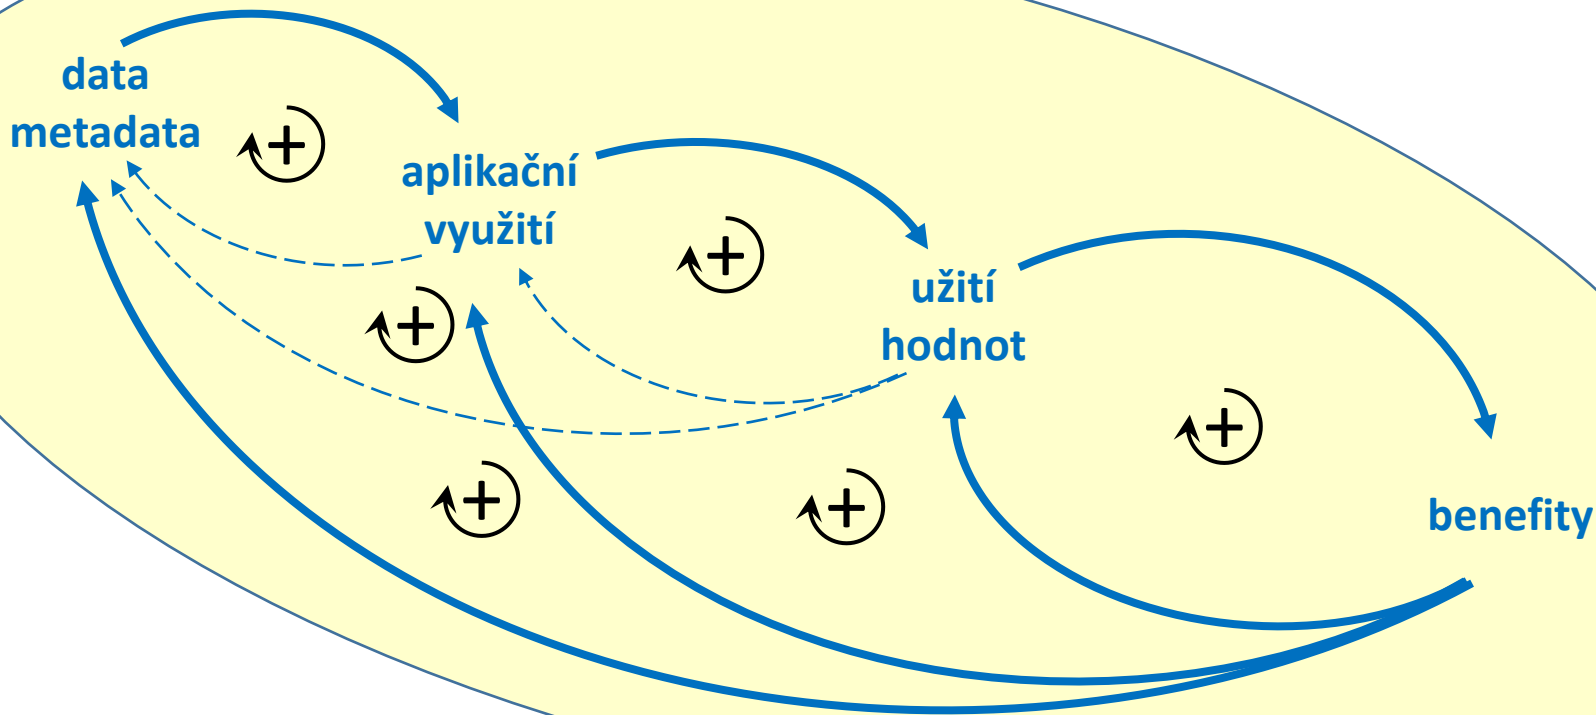 data
metadata
+
aplikační
využití
+
užití
hodnot
+
+
benefity
+
+